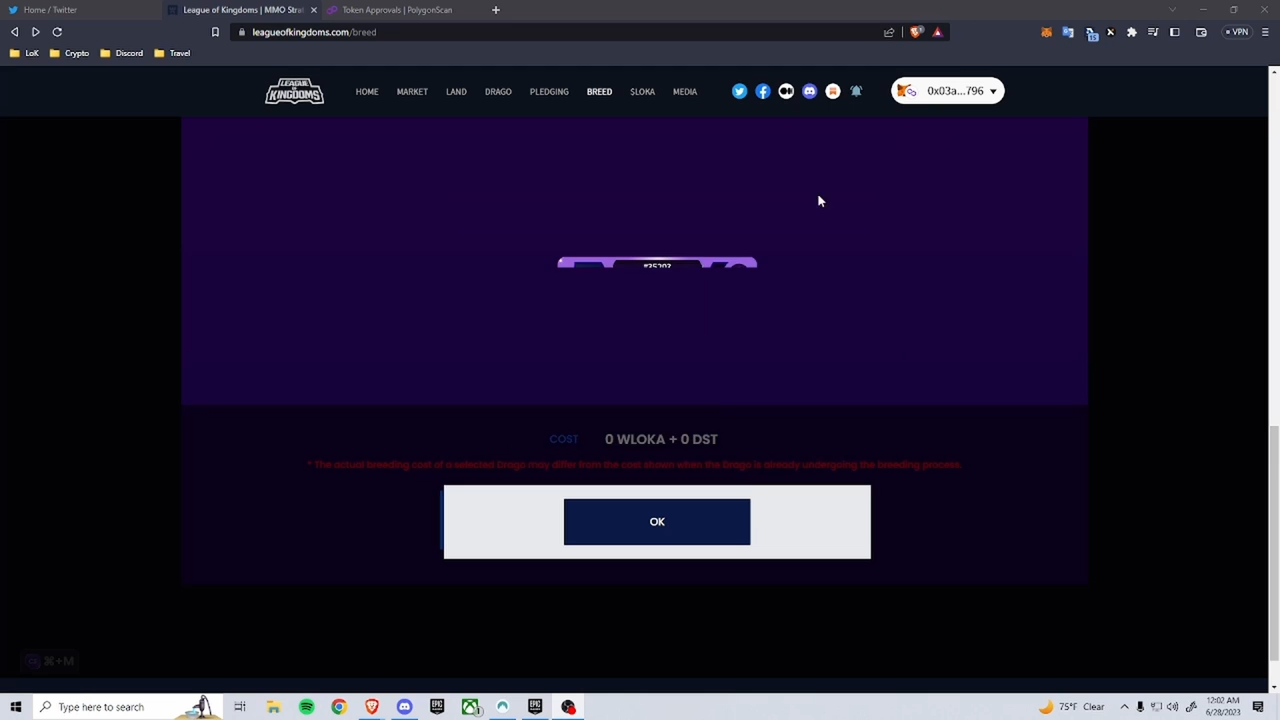 Home / Twitter
League of Kingdoms | MMO Strat
Token Approvals | PolygonScan
leagueofkingdoms.com/breed
VPN
LoK
Crypto
Discord
Travel
LEAGUE OF KINGDOMS
HOME
MARKET
LAND
DRAGO
PLEDGING
BREED
$LOKA
MEDIA
0x03a...796
COST
0 WLOKA + 0 DST
* The actual breeding cost of a selected Drago may differ from the cost shown when the Drago is already undergoing the breeding process.
OK
⌘+M
Type here to search
75°F Clear
12:02 AM
6/28/2023